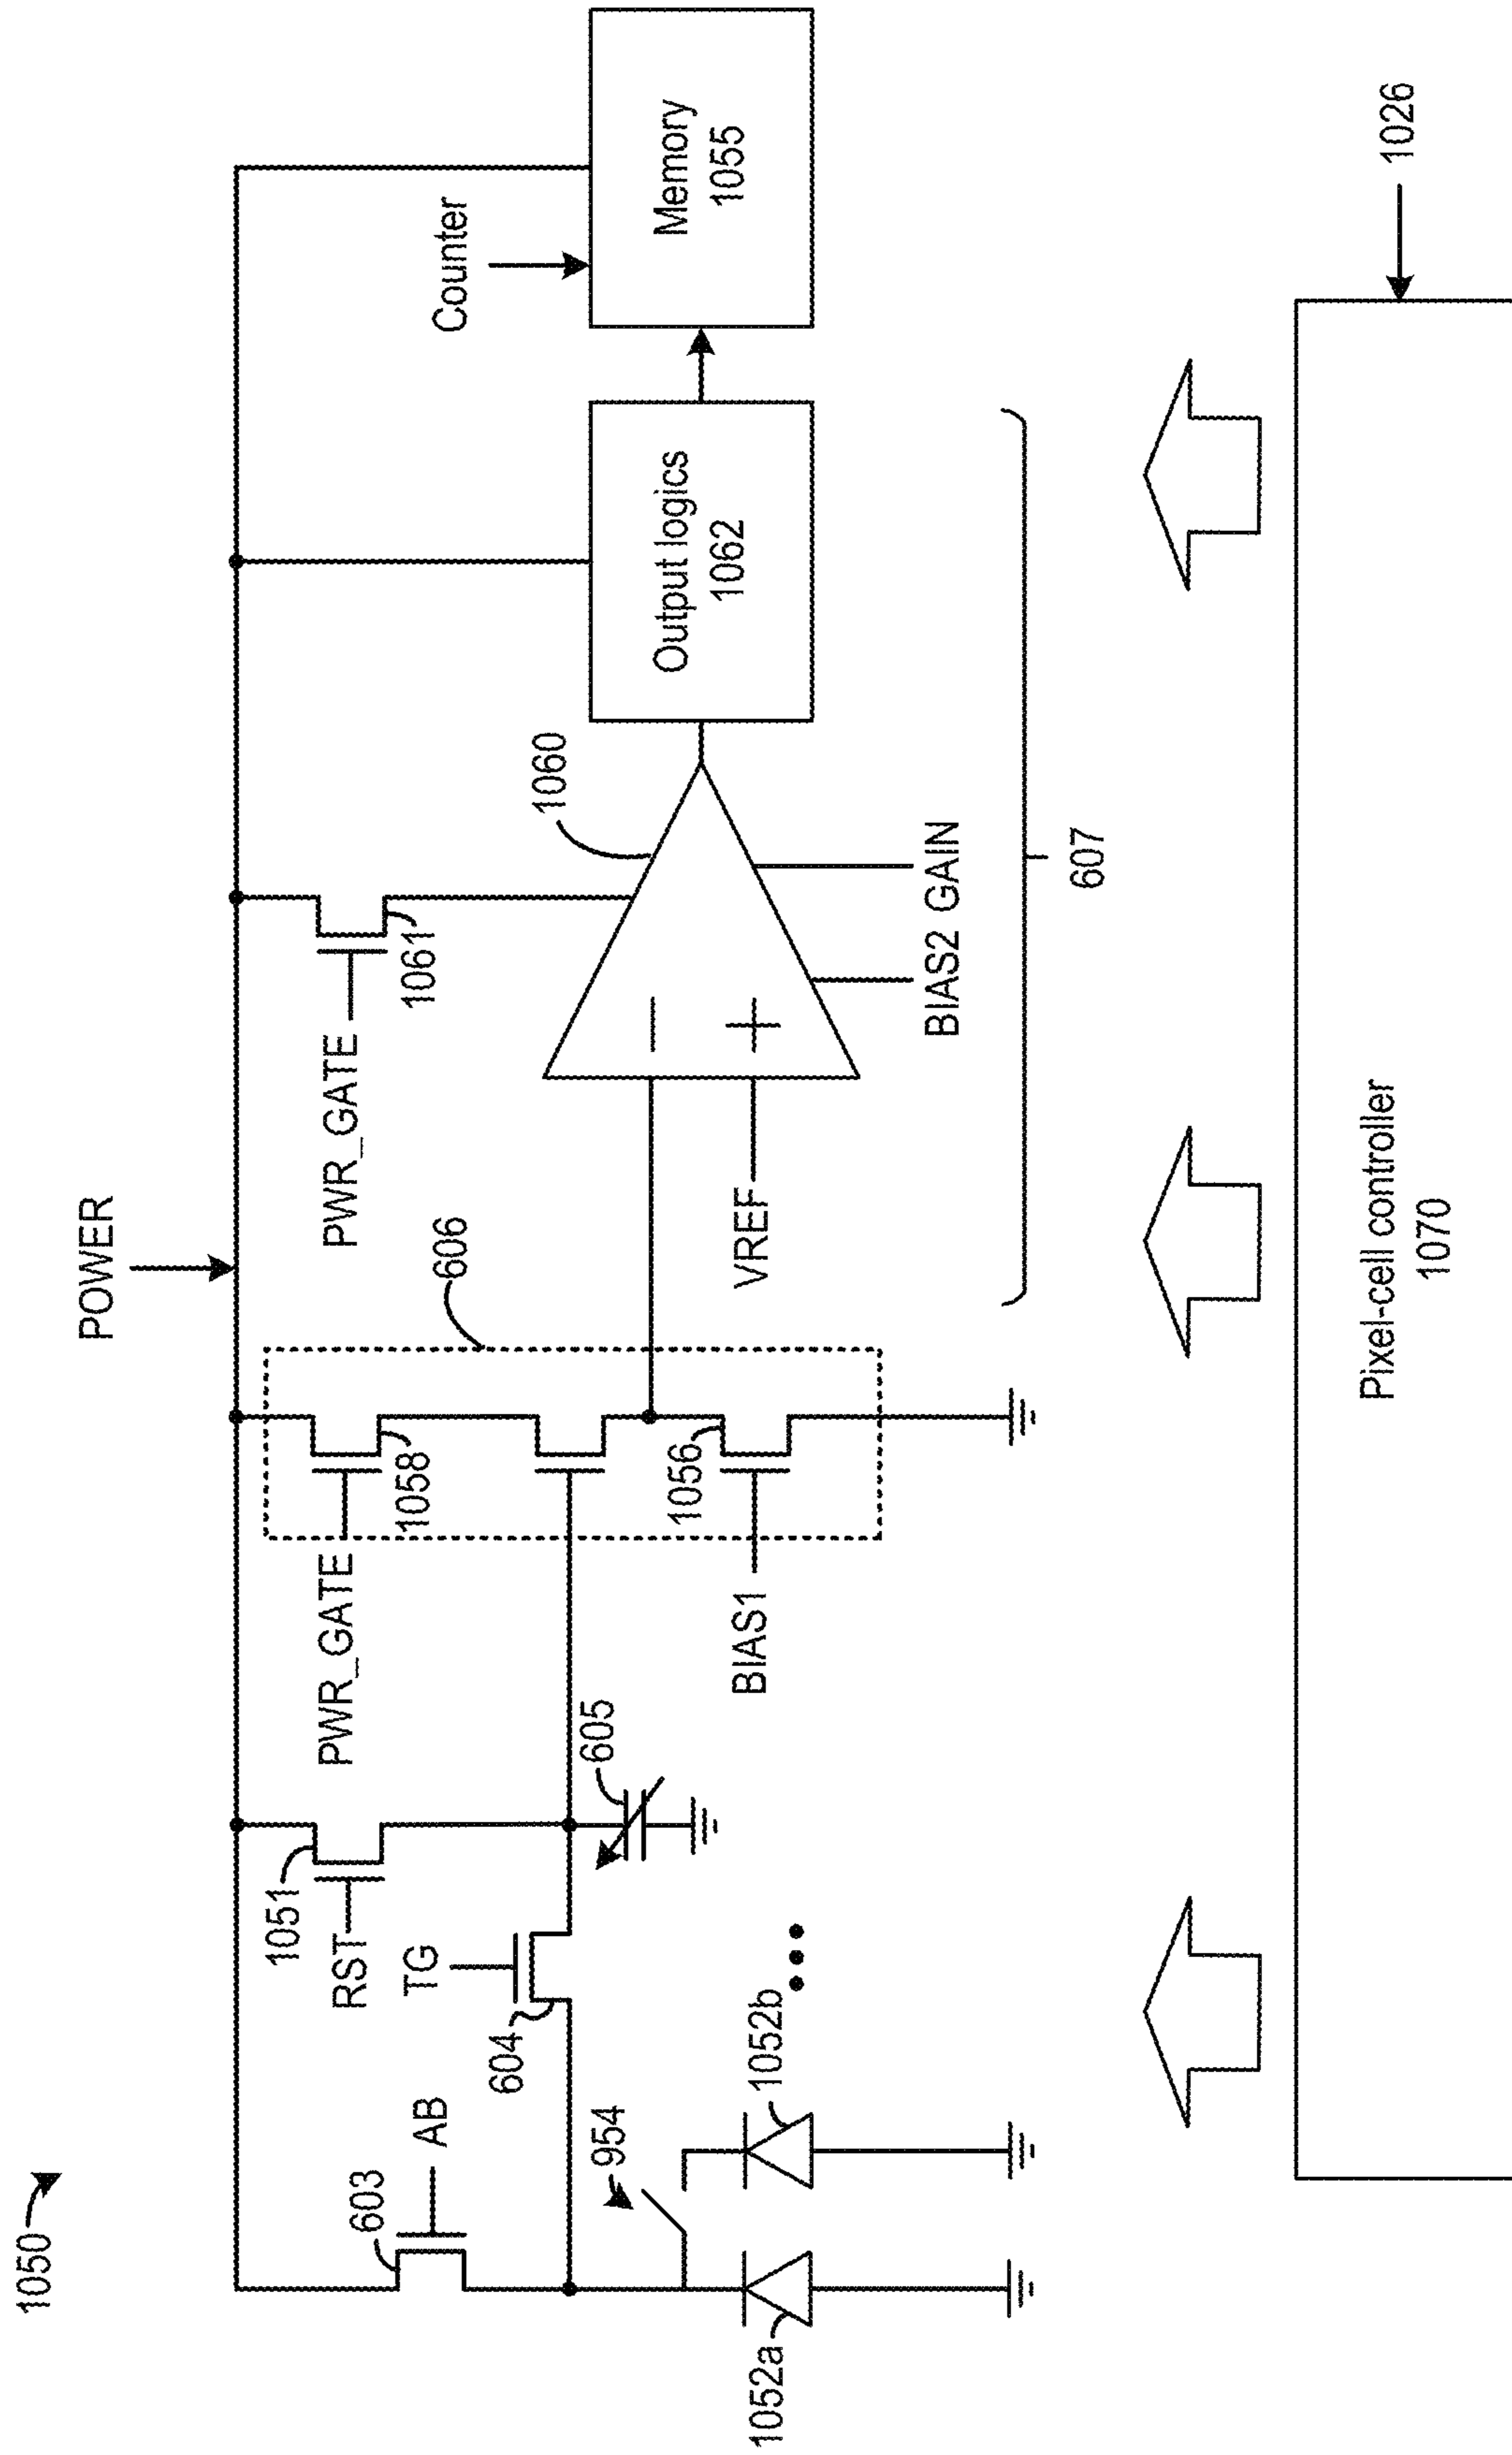 1050
POWER
603
AB
1051
RST
TG
604
954
1052a
1052b
605
PWR_GATE
1058
606
BIAS1
1056
PWR_GATE
1061
1060
VREF
BIAS2
GAIN
607
Output logics
1062
Counter
Memory
1055
Pixel-cell controller
1070
1026